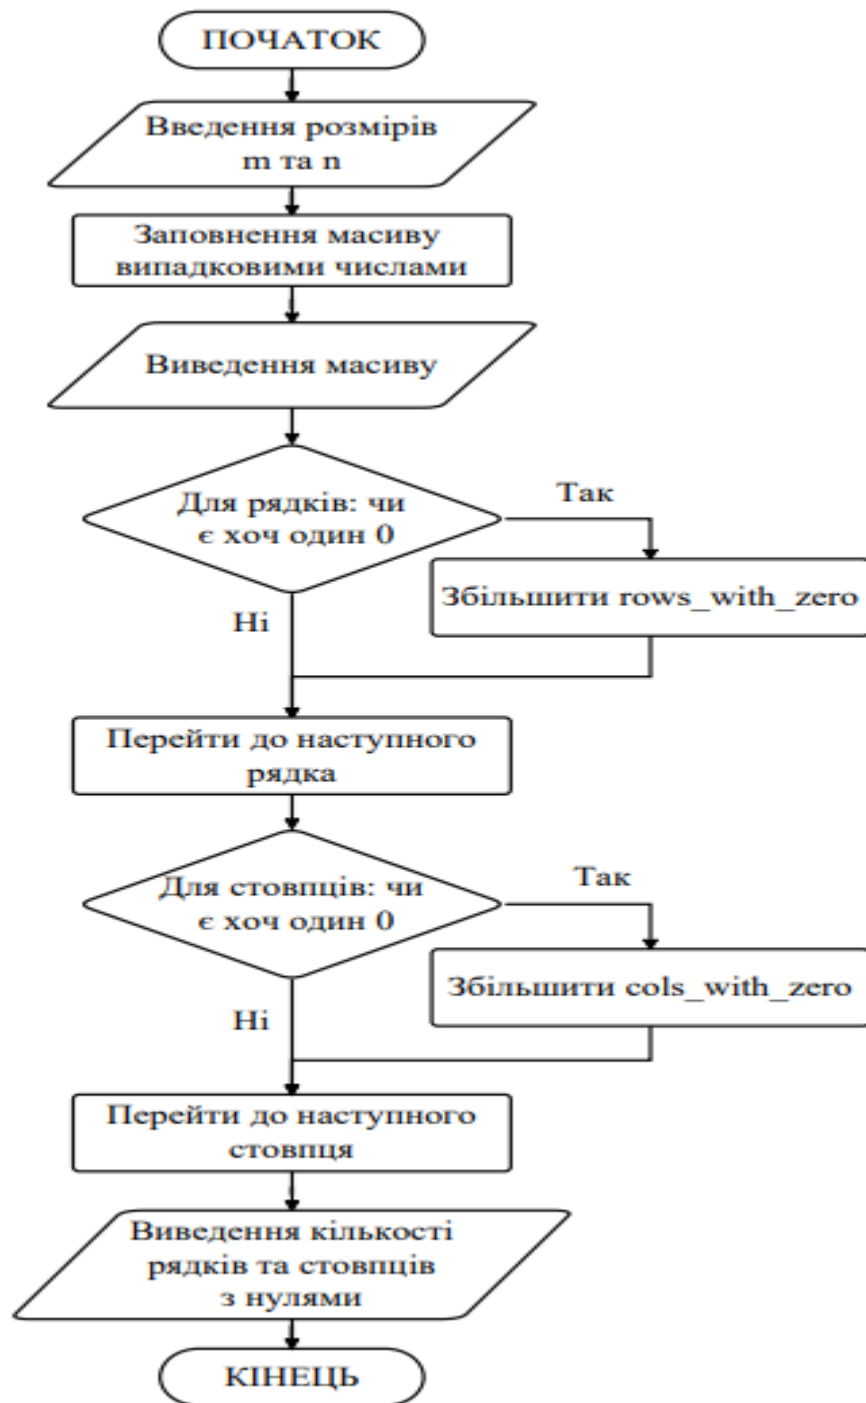 ПОЧАТОК
Введення розмірів
m та n
Заповнення масиву
випадковими числами
Виведення масиву
Для рядків: чи
є хоч один 0
Так
Збільшити rows_with_zero
Ні
Перейти до наступного
рядка
Для стовпців: чи
є хоч один 0
Так
Збільшити cols_with_zero
Ні
Перейти до наступного
стовпця
Виведення кількості
рядків та стовпців
з нулями
КІНЕЦЬ